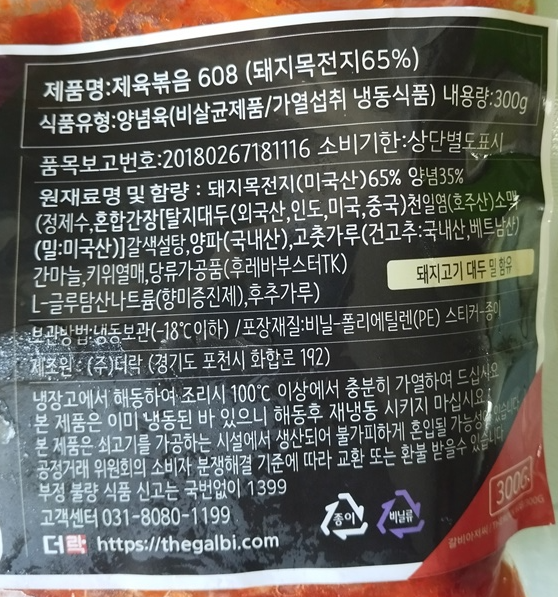 제품명:제육볶음 608 (돼지목전지65%)
식품유형:양념육(비살균제품/가열섭취 냉동식품) 내용량:300g
품목보고번호:20180267181116 소비기한:상단별도표시
원재료명 및 함량 : 돼지목전지(미국산)65% 양념35%
(정제수,혼합간장[탈지대두(외국산,인도,미국,중국)천일염(호주산)소맥
(밀:미국산)]갈색설탕,양파(국내산),고춧가루(건고추:국내산,베트남산)
간마늘,키위열매,당류가공품(후레바부스터TK)
돼지고기 대두 밀 함유
L-글루탐산나트륨(향미증진제),후추가루)
보관방법:냉동보관(-18℃이하) /포장재질:비닐-폴리에틸렌(PE) 스티커-종이
제조원 : (주)더락 (경기도 포천시 화합로 192)
냉장고에서 해동하여 조리시 100℃ 이상에서 충분히 가열하여 드십시요
본 제품은 이미 냉동된 바 있으니 해동후 재냉동 시키지 마십시요
본 제품은 쇠고기를 가공하는 시설에서 생산되어 불가피하게 혼입될 가능성 있습니다
공정거래 위원회의 소비자 분쟁해결 기준에 따라 교환 또는 환불 받을수 있습니다
부정 불량 식품 신고는 국번없이 1399
고객센터 031-8080-1199
종이
비닐류
300G
더락 https://thegalbi.com
갈비아저씨